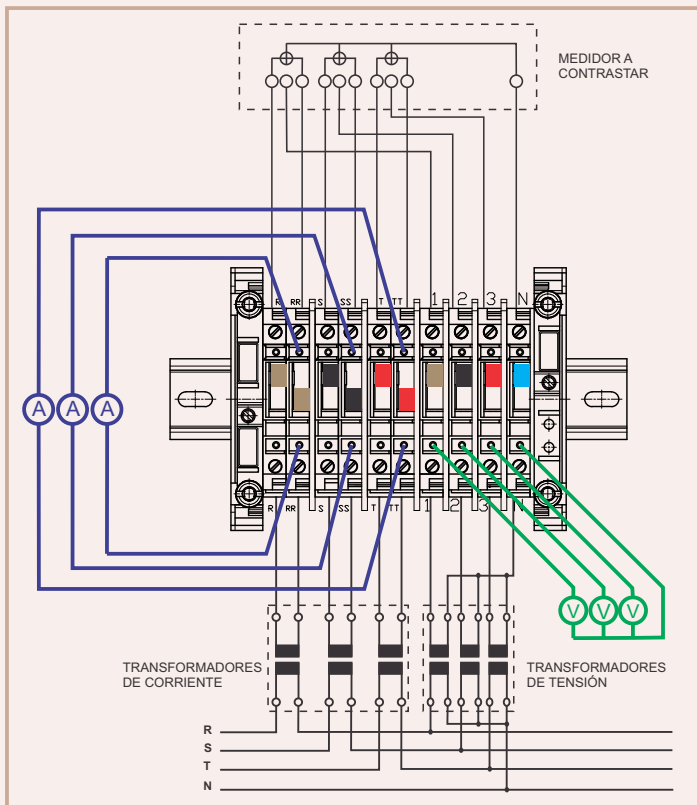 MEDIDOR A
CONTRASTAR
R RR S SS T TT 1 2 3 N
A A A
R RR S SS T TT 1 2 3 N
V V V
TRANSFORMADORES
DE CORRIENTE
TRANSFORMADORES
DE TENSIÓN
R
S
T
N